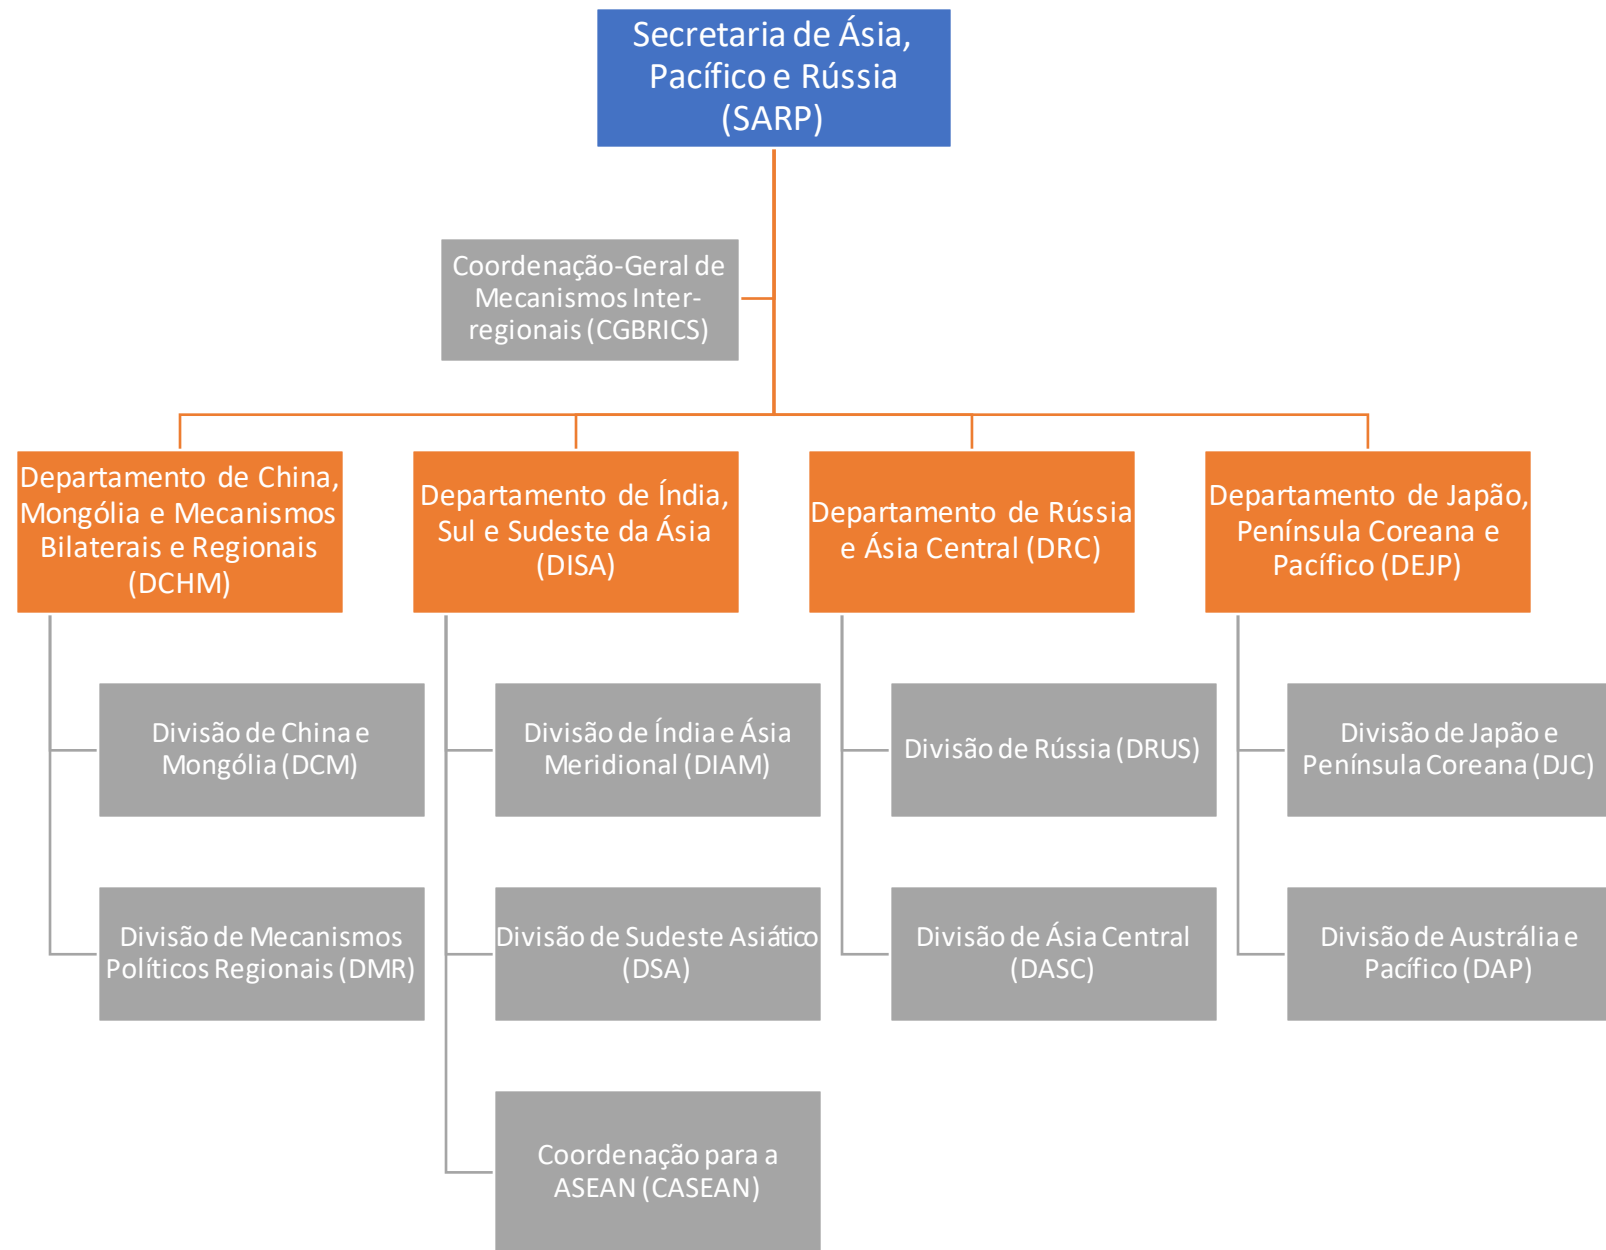 Secretaria de Ásia,
Pacífico e Rússia
(SARP)
Coordenação-Geral de
Mecanismos Inter-
regionais (CGBRICS)
Departamento de China,
Mongólia e Mecanismos
Bilaterais e Regionais
(DCHM)
Departamento de Índia,
Sul e Sudeste da Ásia
(DISA)
Departamento de Rússia
e Ásia Central (DRC)
Departamento de Japão,
Península Coreana e
Pacífico (DEJP)
Divisão de China e
Mongólia (DCM)
Divisão de Índia e Ásia
Meridional (DIAM)
Divisão de Rússia (DRUS)
Divisão de Japão e
Península Coreana (DJC)
Divisão de Mecanismos
Políticos Regionais (DMR)
Divisão de Sudeste Asiático
(DSA)
Divisão de Ásia Central
(DASC)
Divisão de Austrália e
Pacífico (DAP)
Coordenação para a
ASEAN (CASEAN)